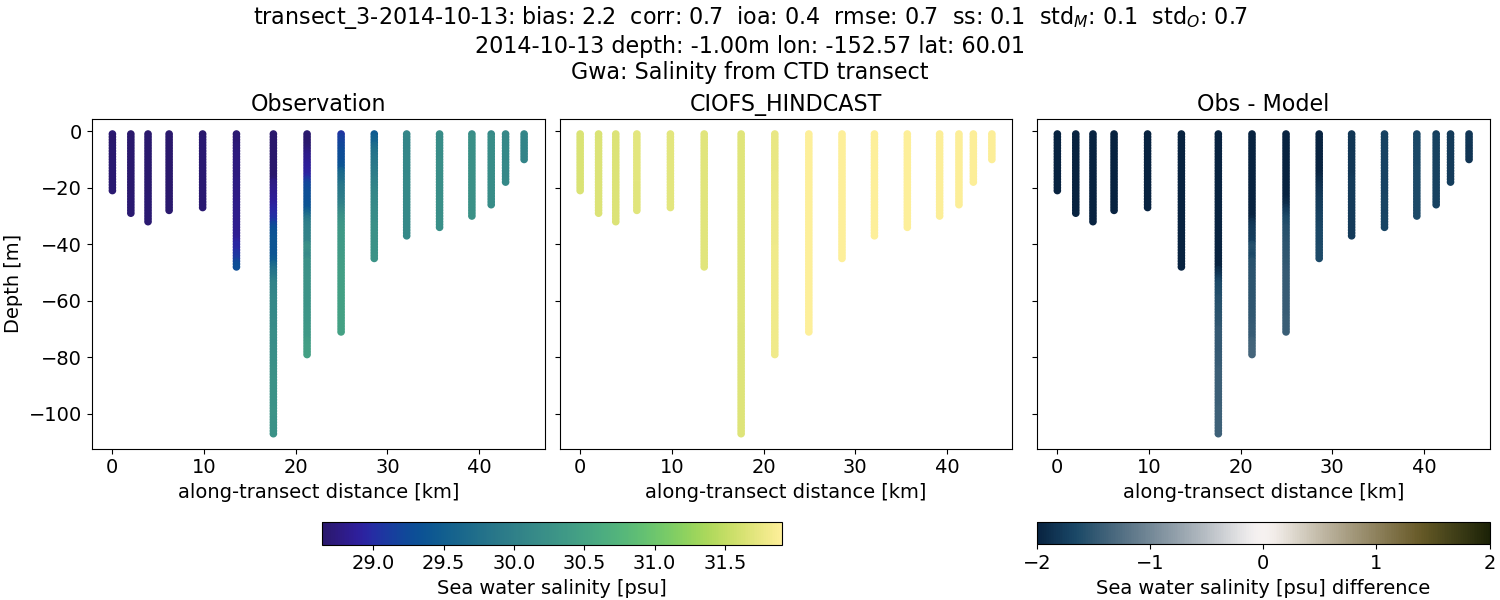 transect_3-2014-10-13: bias: 2.2 corr: 0.7 ioa: 0.4 rmse: 0.7 ss: 0.1 std_M: 0.1 std_O: 0.7
2014-10-13 depth: -1.00m lon: -152.57 lat: 60.01
Gwa: Salinity from CTD transect
Observation
CIOFS_HINDCAST
Obs - Model
Depth [m]
0
−20
−40
−60
−80
−100
0 10 20 30 40
0 10 20 30 40
0 10 20 30 40
along-transect distance [km]
along-transect distance [km]
along-transect distance [km]
29.0 29.5 30.0 30.5 31.0 31.5
Sea water salinity [psu]
−2 −1 0 1 2
Sea water salinity [psu] difference